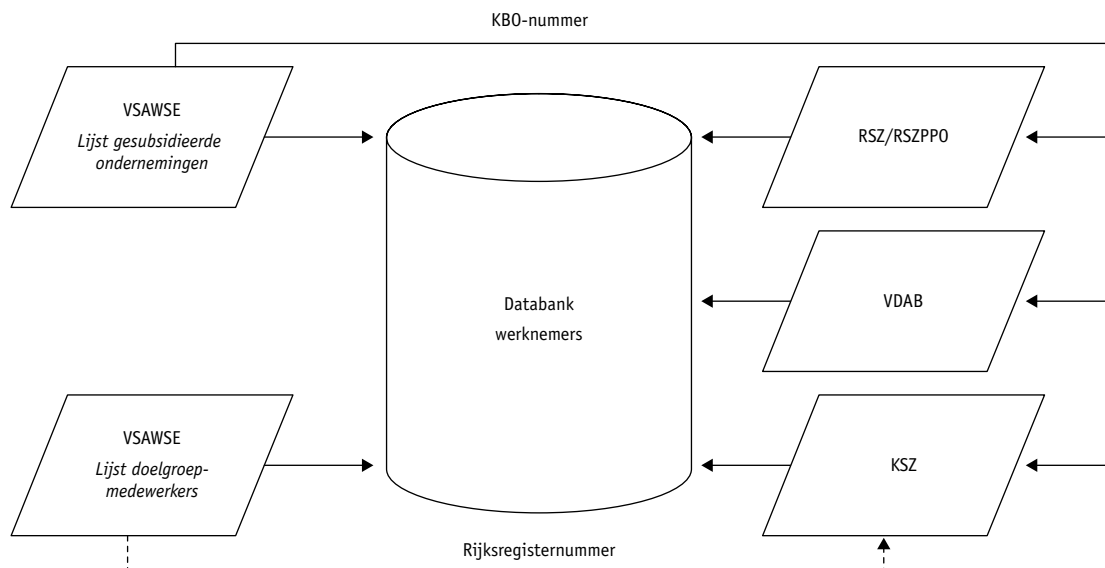 KBO-nummer
VSAWSE
Lijst gesubsidieerde
ondernemingen
RSZ/RSZPPO
Databank
werknemers
VDAB
VSAWSE
Lijst doelgroep-
medewerkers
KSZ
Rijksregisternummer